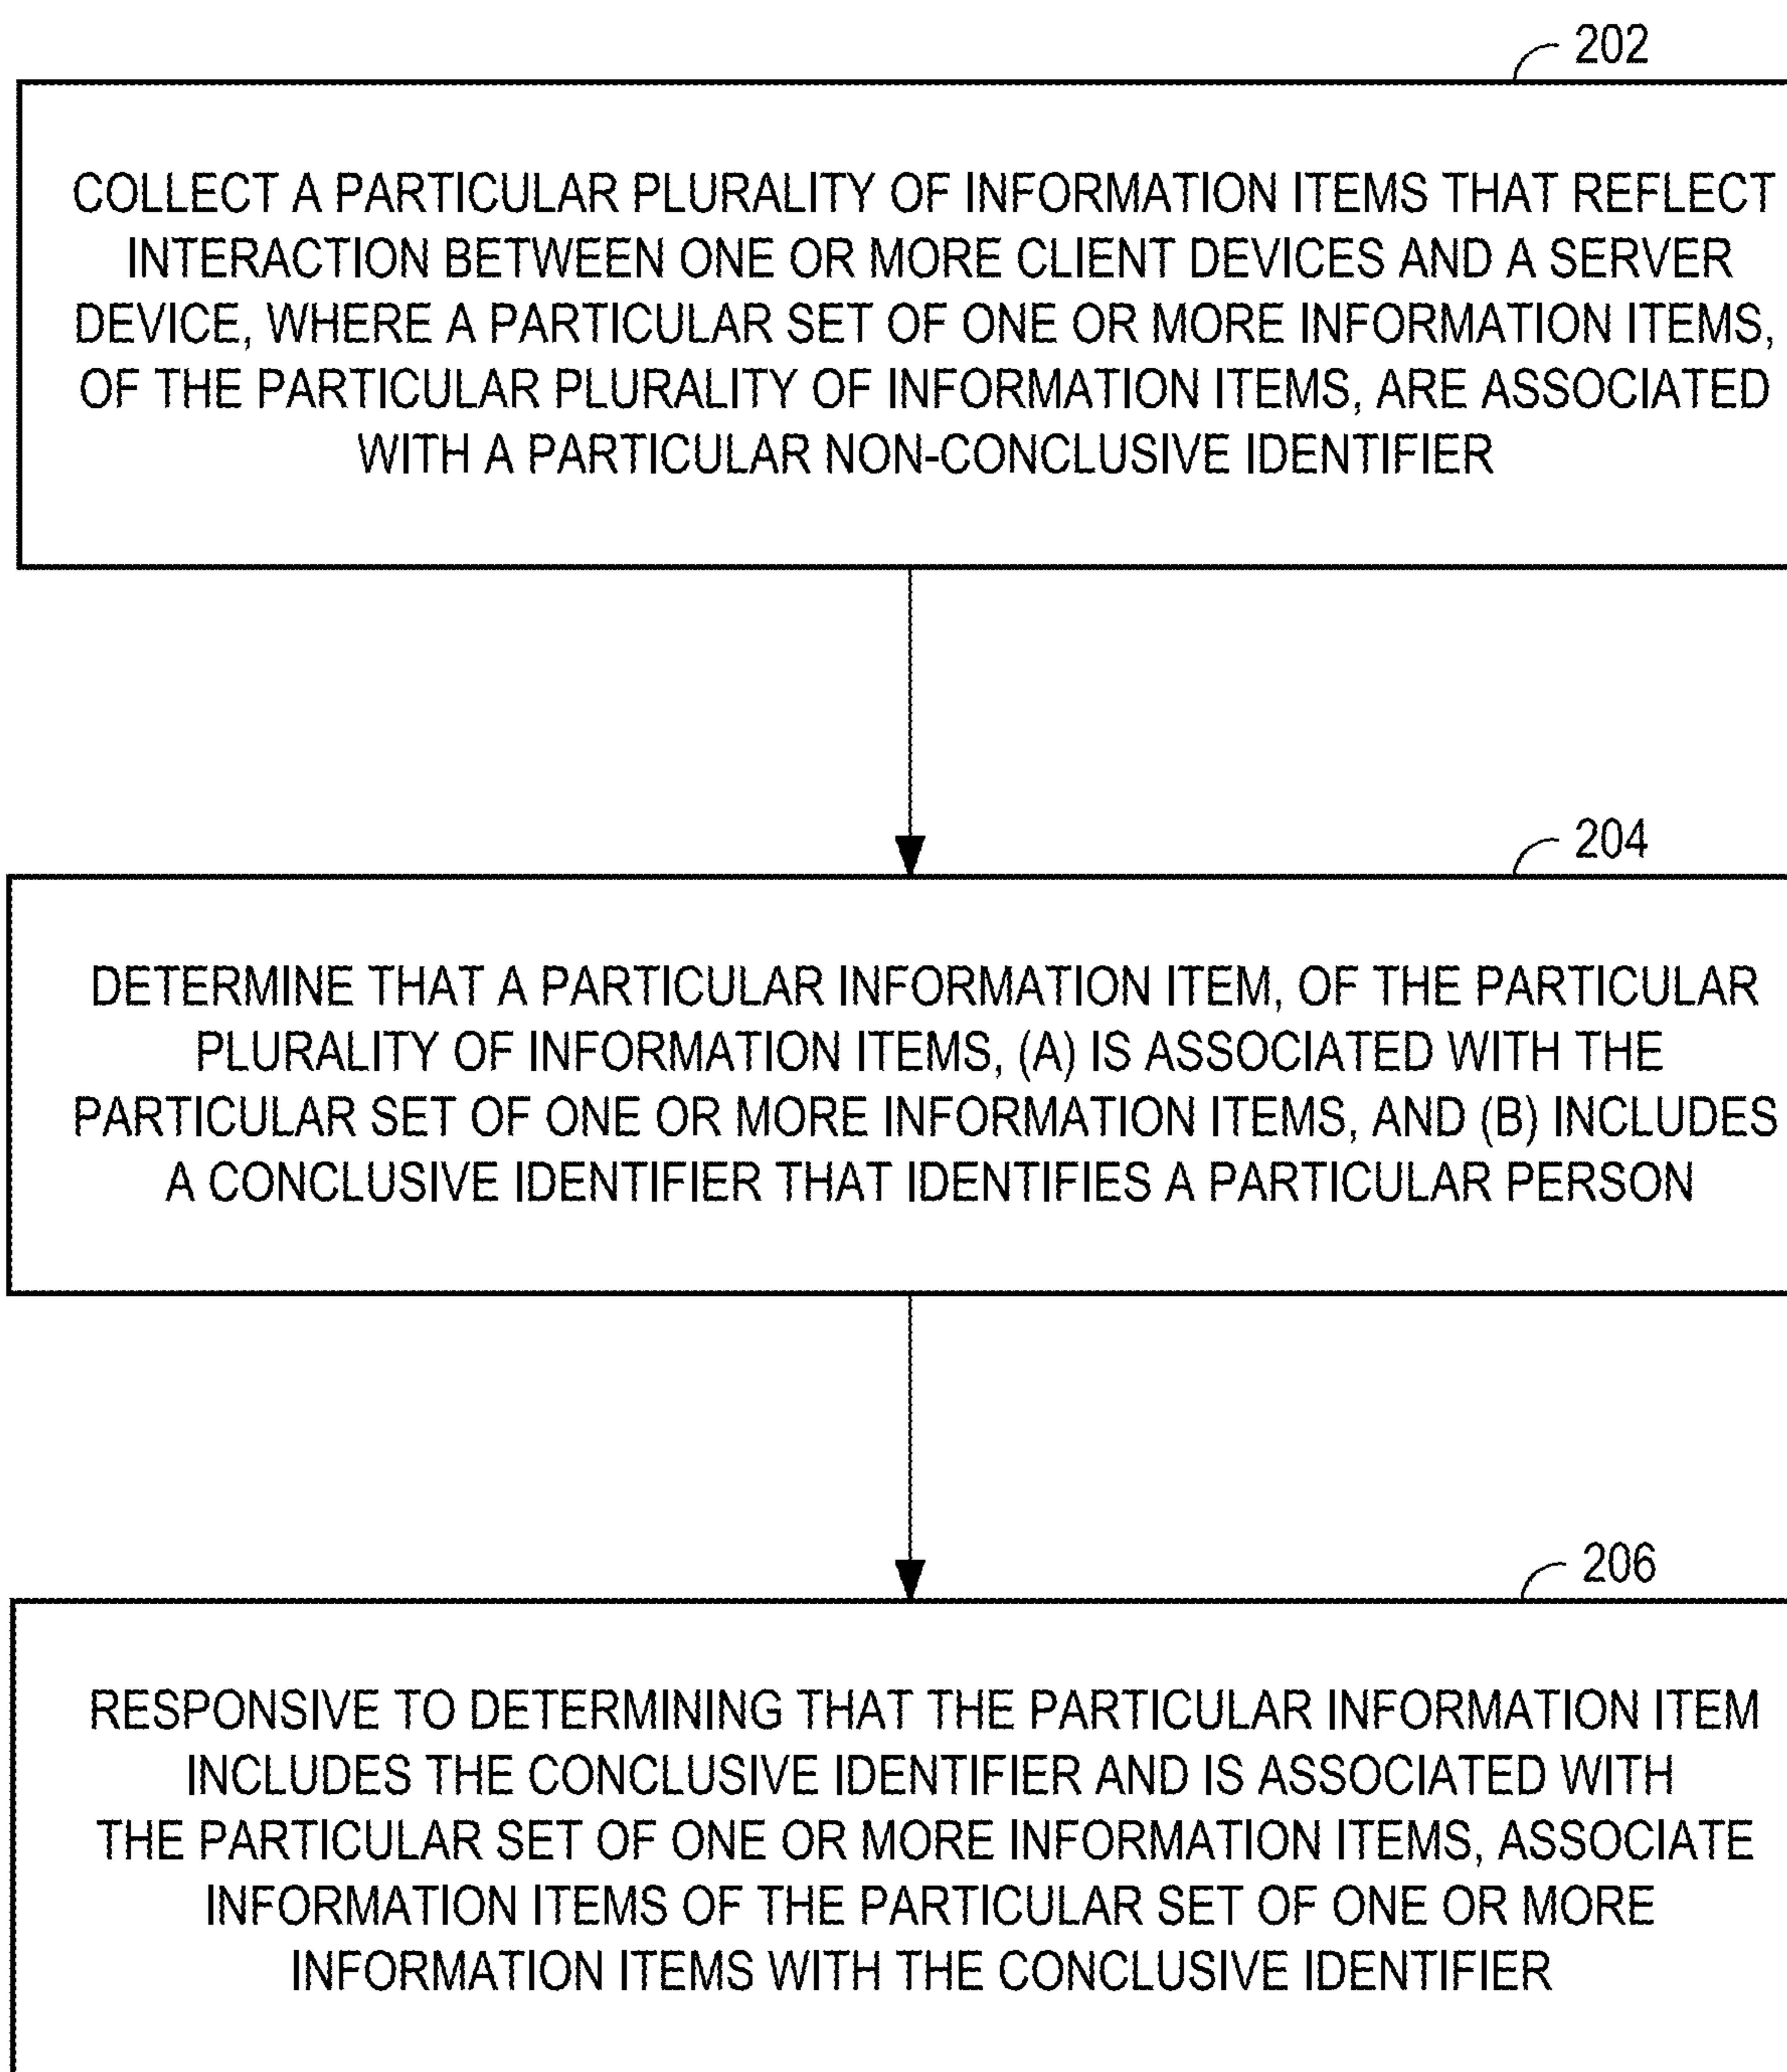 202
COLLECT A PARTICULAR PLURALITY OF INFORMATION ITEMS THAT REFLECT
INTERACTION BETWEEN ONE OR MORE CLIENT DEVICES AND A SERVER
DEVICE, WHERE A PARTICULAR SET OF ONE OR MORE INFORMATION ITEMS,
OF THE PARTICULAR PLURALITY OF INFORMATION ITEMS, ARE ASSOCIATED
WITH A PARTICULAR NON-CONCLUSIVE IDENTIFIER
204
DETERMINE THAT A PARTICULAR INFORMATION ITEM, OF THE PARTICULAR
PLURALITY OF INFORMATION ITEMS, (A) IS ASSOCIATED WITH THE
PARTICULAR SET OF ONE OR MORE INFORMATION ITEMS, AND (B) INCLUDES
A CONCLUSIVE IDENTIFIER THAT IDENTIFIES A PARTICULAR PERSON
206
RESPONSIVE TO DETERMINING THAT THE PARTICULAR INFORMATION ITEM
INCLUDES THE CONCLUSIVE IDENTIFIER AND IS ASSOCIATED WITH
THE PARTICULAR SET OF ONE OR MORE INFORMATION ITEMS, ASSOCIATE
INFORMATION ITEMS OF THE PARTICULAR SET OF ONE OR MORE
INFORMATION ITEMS WITH THE CONCLUSIVE IDENTIFIER